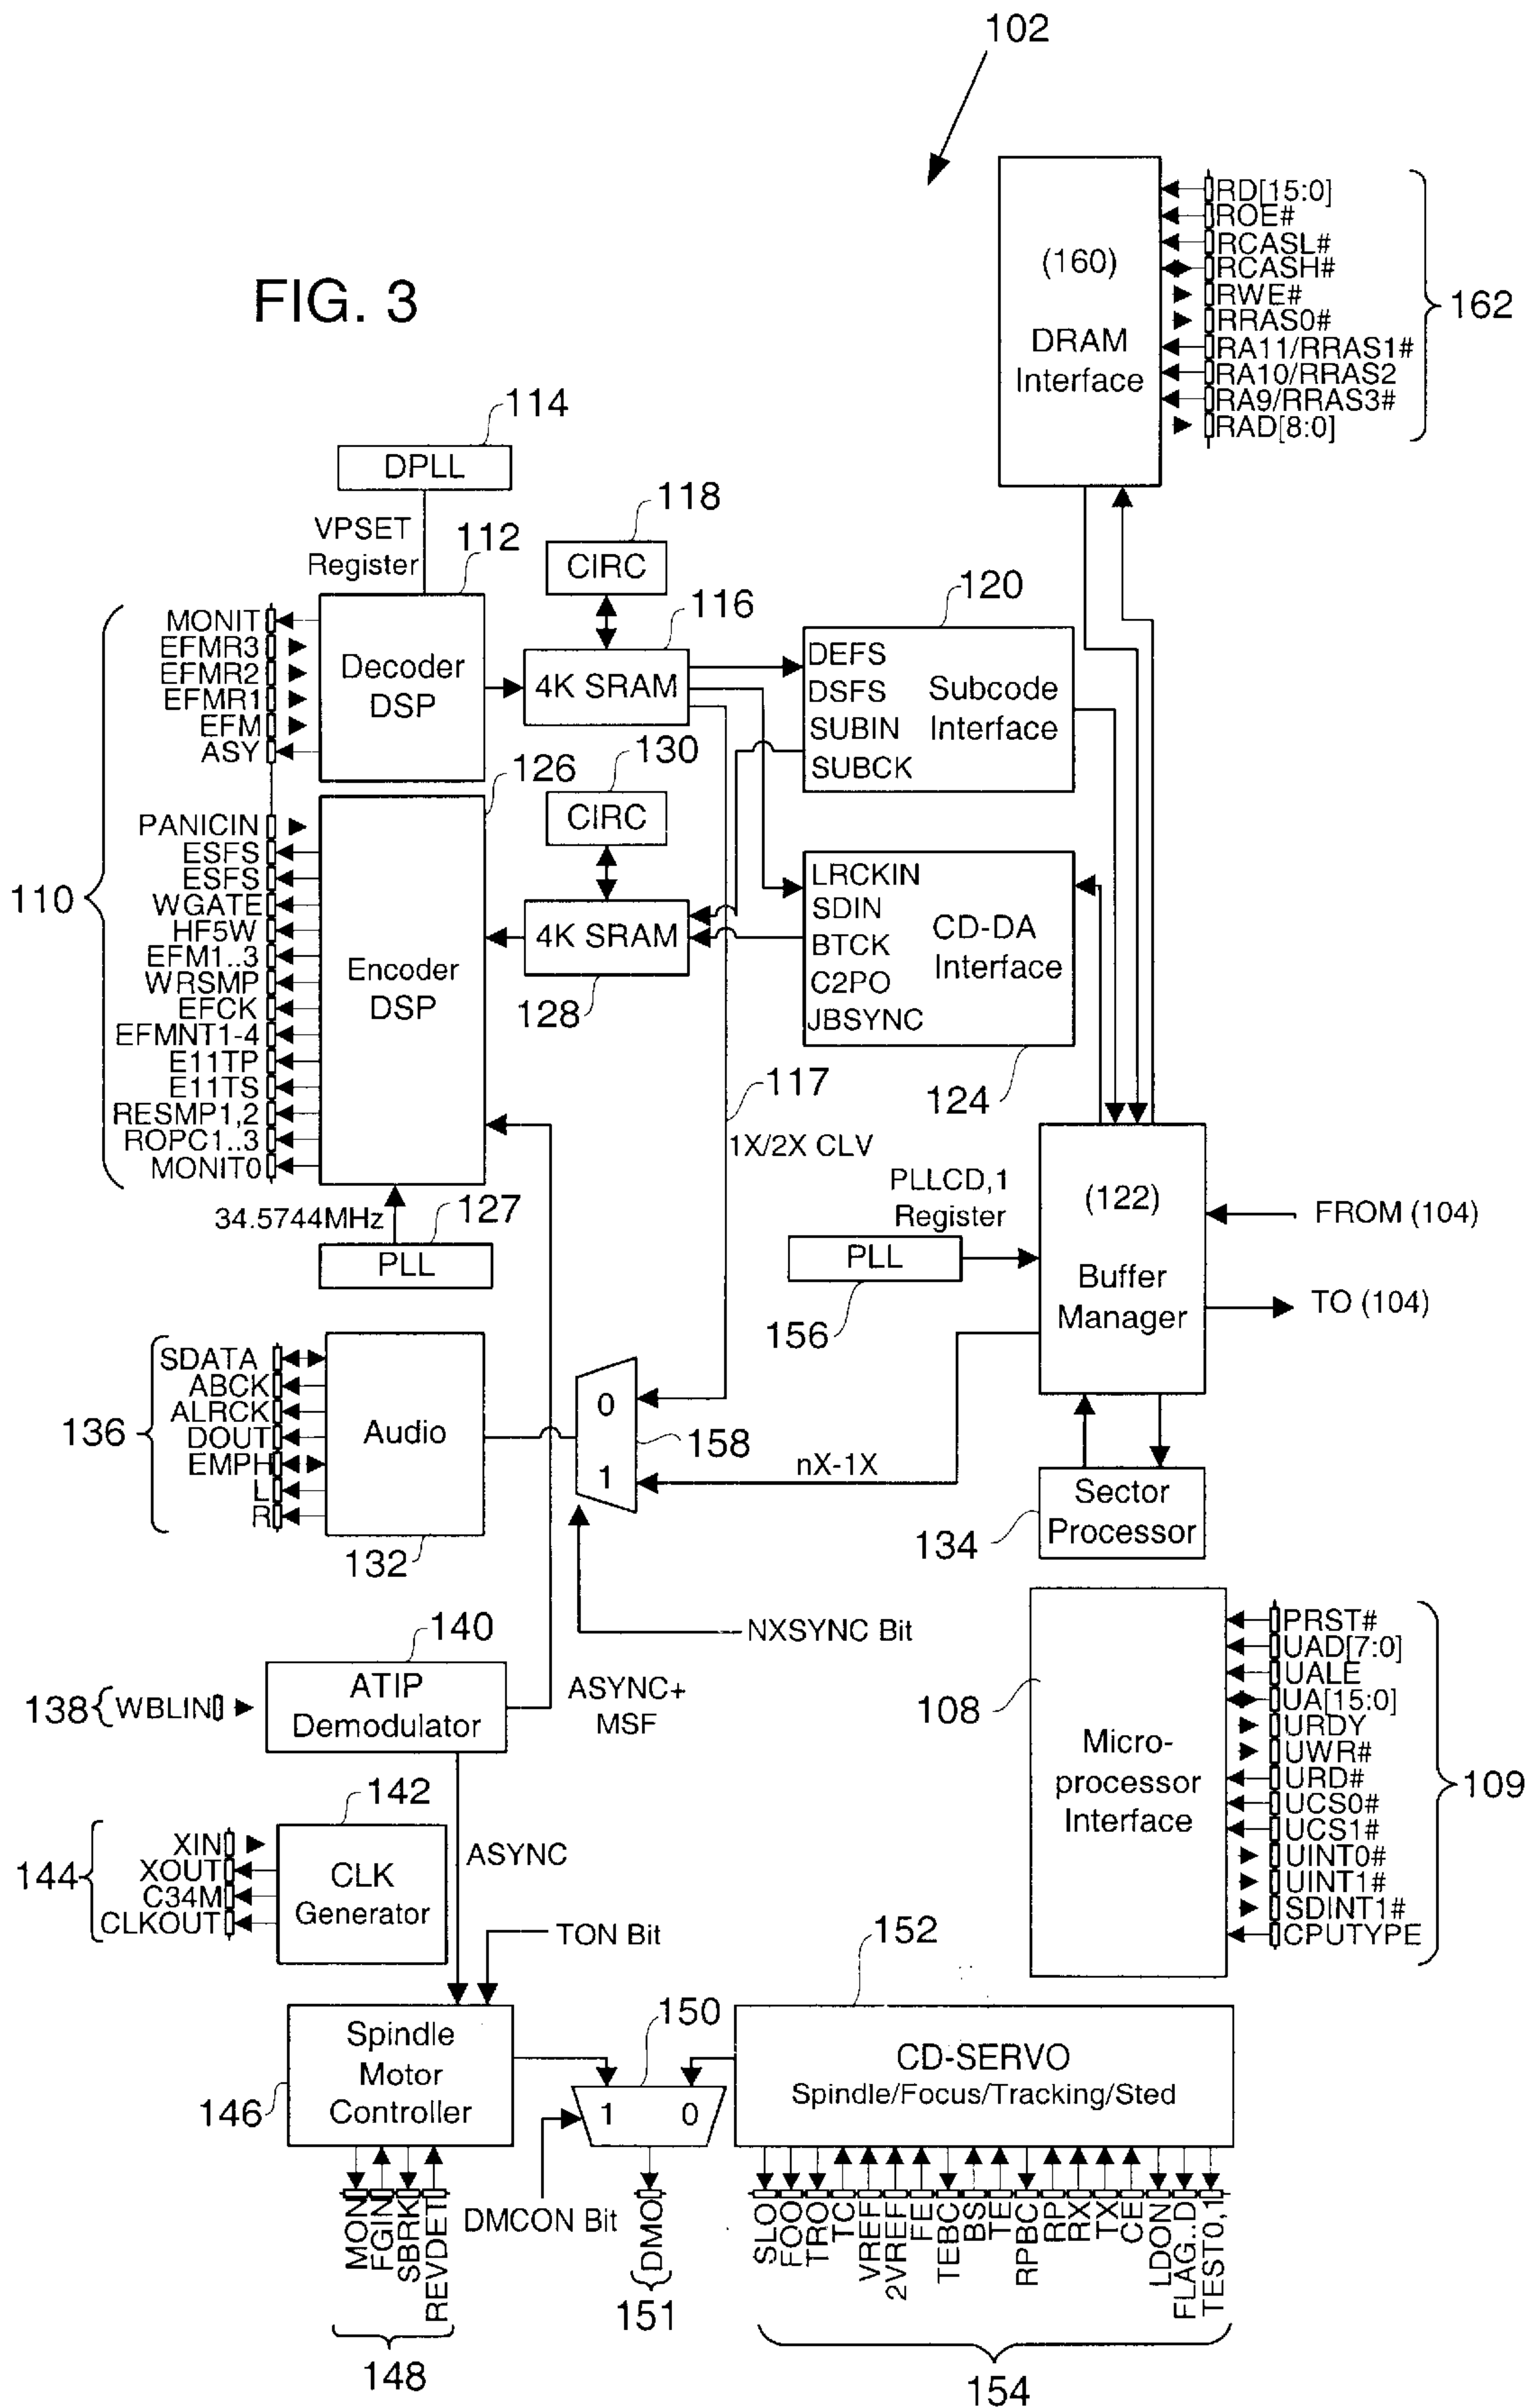 102
FIG. 3
(160)
DRAM
Interface
RD[15:0]
ROE#
RCASL#
RCASH#
RWE#
RRAS0#
RA11/RRAS1#
RA10/RRAS2
RA9/RRAS3#
RAD[8:0]
162
114
DPLL
VPSET
Register
112
118
CIRC
116
4K SRAM
120
DEFS
DSFS
SUBIN
SUBCK
Subcode
Interface
110
MONIT
EFMR3
EFMR2
EFMR1
EFM
ASY
Decoder
DSP
126
130
CIRC
4K SRAM
128
PANICIN
ESFS
ESFS
WGATE
HF5W
EFM1..3
WRSMP
EFCK
EFMNT1-4
E11TP
E11TS
RESMP1,2
ROPC1..3
MONIT0
Encoder
DSP
LRCKIN
SDIN
BTCK
C2PO
JBSYNC
CD-DA
Interface
124
117
1X/2X CLV
34.5744MHz
127
PLL
PLLCD,1
Register
PLL
156
(122)
Buffer
Manager
FROM (104)
TO (104)
136
SDATA
ABCK
ALRCK
DOUT
EMPH
L
R
Audio
132
0
1
158
nX-1X
134
Sector
Processor
NXSYNC Bit
140
138
WBLIN
ATIP
Demodulator
ASYNC+
MSF
108
Micro-
processor
Interface
PRST#
UAD[7:0]
UALE
UA[15:0]
URDY
UWR#
URD#
UCS0#
UCS1#
UINT0#
UINT1#
SDINT1#
CPUTYPE
109
142
144
XIN
XOUT
C34M
CLKOUT
CLK
Generator
ASYNC
TON Bit
146
Spindle
Motor
Controller
150
1 0
152
CD-SERVO
Spindle/Focus/Tracking/Sted
MON
FGIN
SBRK
REVDET
148
DMCON Bit
DMO
151
SLO
FOO
TRO
TC
VREF
2VREF
FE
TEBC
BS
TE
RPBC
RP
RX
TX
CE
LDON
FLAG..D
TEST0,1
154